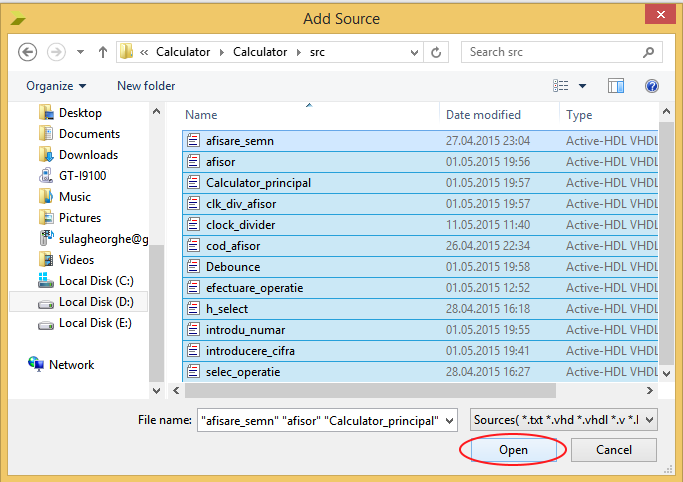 Add Source
« Calculator Calculator src
Search src
Organize New folder
Name Date modified Type
Desktop
Documents
Downloads
GT-I9100
Music
Pictures
sulagheorghe@g
Videos
Local Disk (C:)
Local Disk (D:)
Local Disk (E:)
Network
afisare_semn 27.04.2015 23:04 Active-HDL VHDL
afisor 01.05.2015 19:56 Active-HDL VHDL
Calculator_principal 01.05.2015 19:57 Active-HDL VHDL
clk_div_afisor 01.05.2015 19:57 Active-HDL VHDL
clock_divider 11.05.2015 11:40 Active-HDL VHDL
cod_afisor 26.04.2015 22:34 Active-HDL VHDL
Debounce 01.05.2015 19:58 Active-HDL VHDL
efectuare_operatie 01.05.2015 12:52 Active-HDL VHDL
h_select 28.04.2015 16:18 Active-HDL VHDL
introdu_numar 01.05.2015 19:55 Active-HDL VHDL
introducere_cifra 01.05.2015 19:41 Active-HDL VHDL
selec_operatie 28.04.2015 16:27 Active-HDL VHDL
File name: "afisare_semn" "afisor" "Calculator_principal"
Sources( *.txt *.vhd *.vhdl *.v *.
Open Cancel